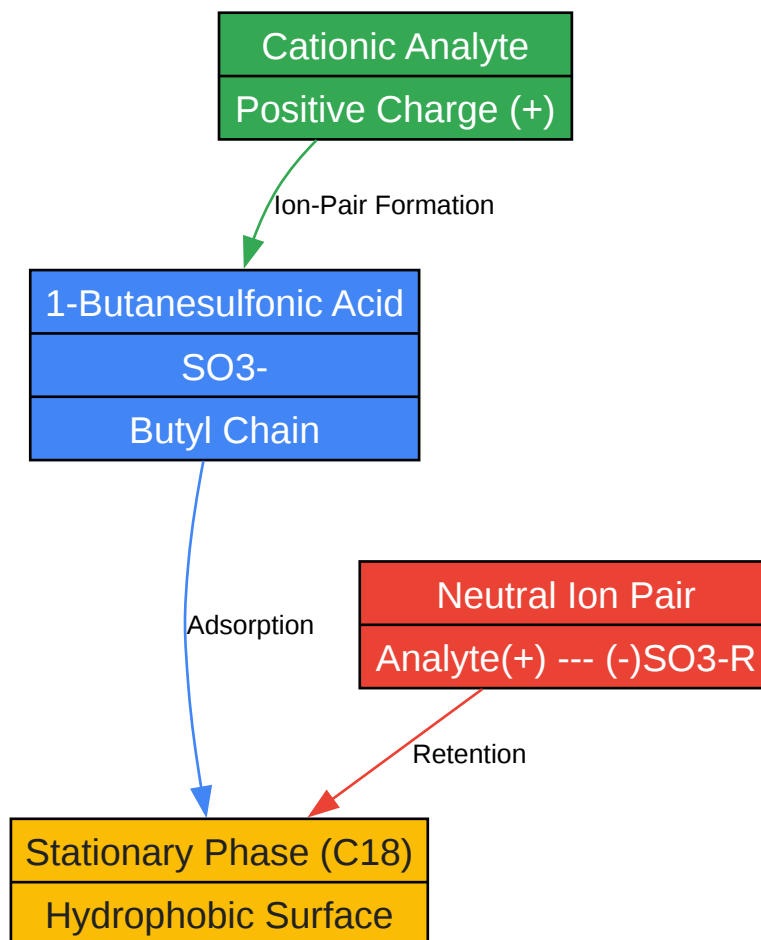 Cationic Analyte
Positive Charge (+)
Ion-Pair Formation
1-Butanesulfonic Acid
SO3-
Butyl Chain
Neutral Ion Pair
Analyte(+) --- (-)SO3-R
Adsorption
Retention
Stationary Phase (C18)
Hydrophobic Surface